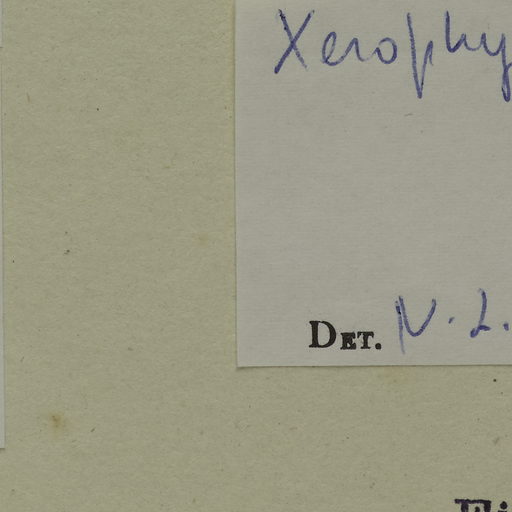 Xerophy
DET. N. L.